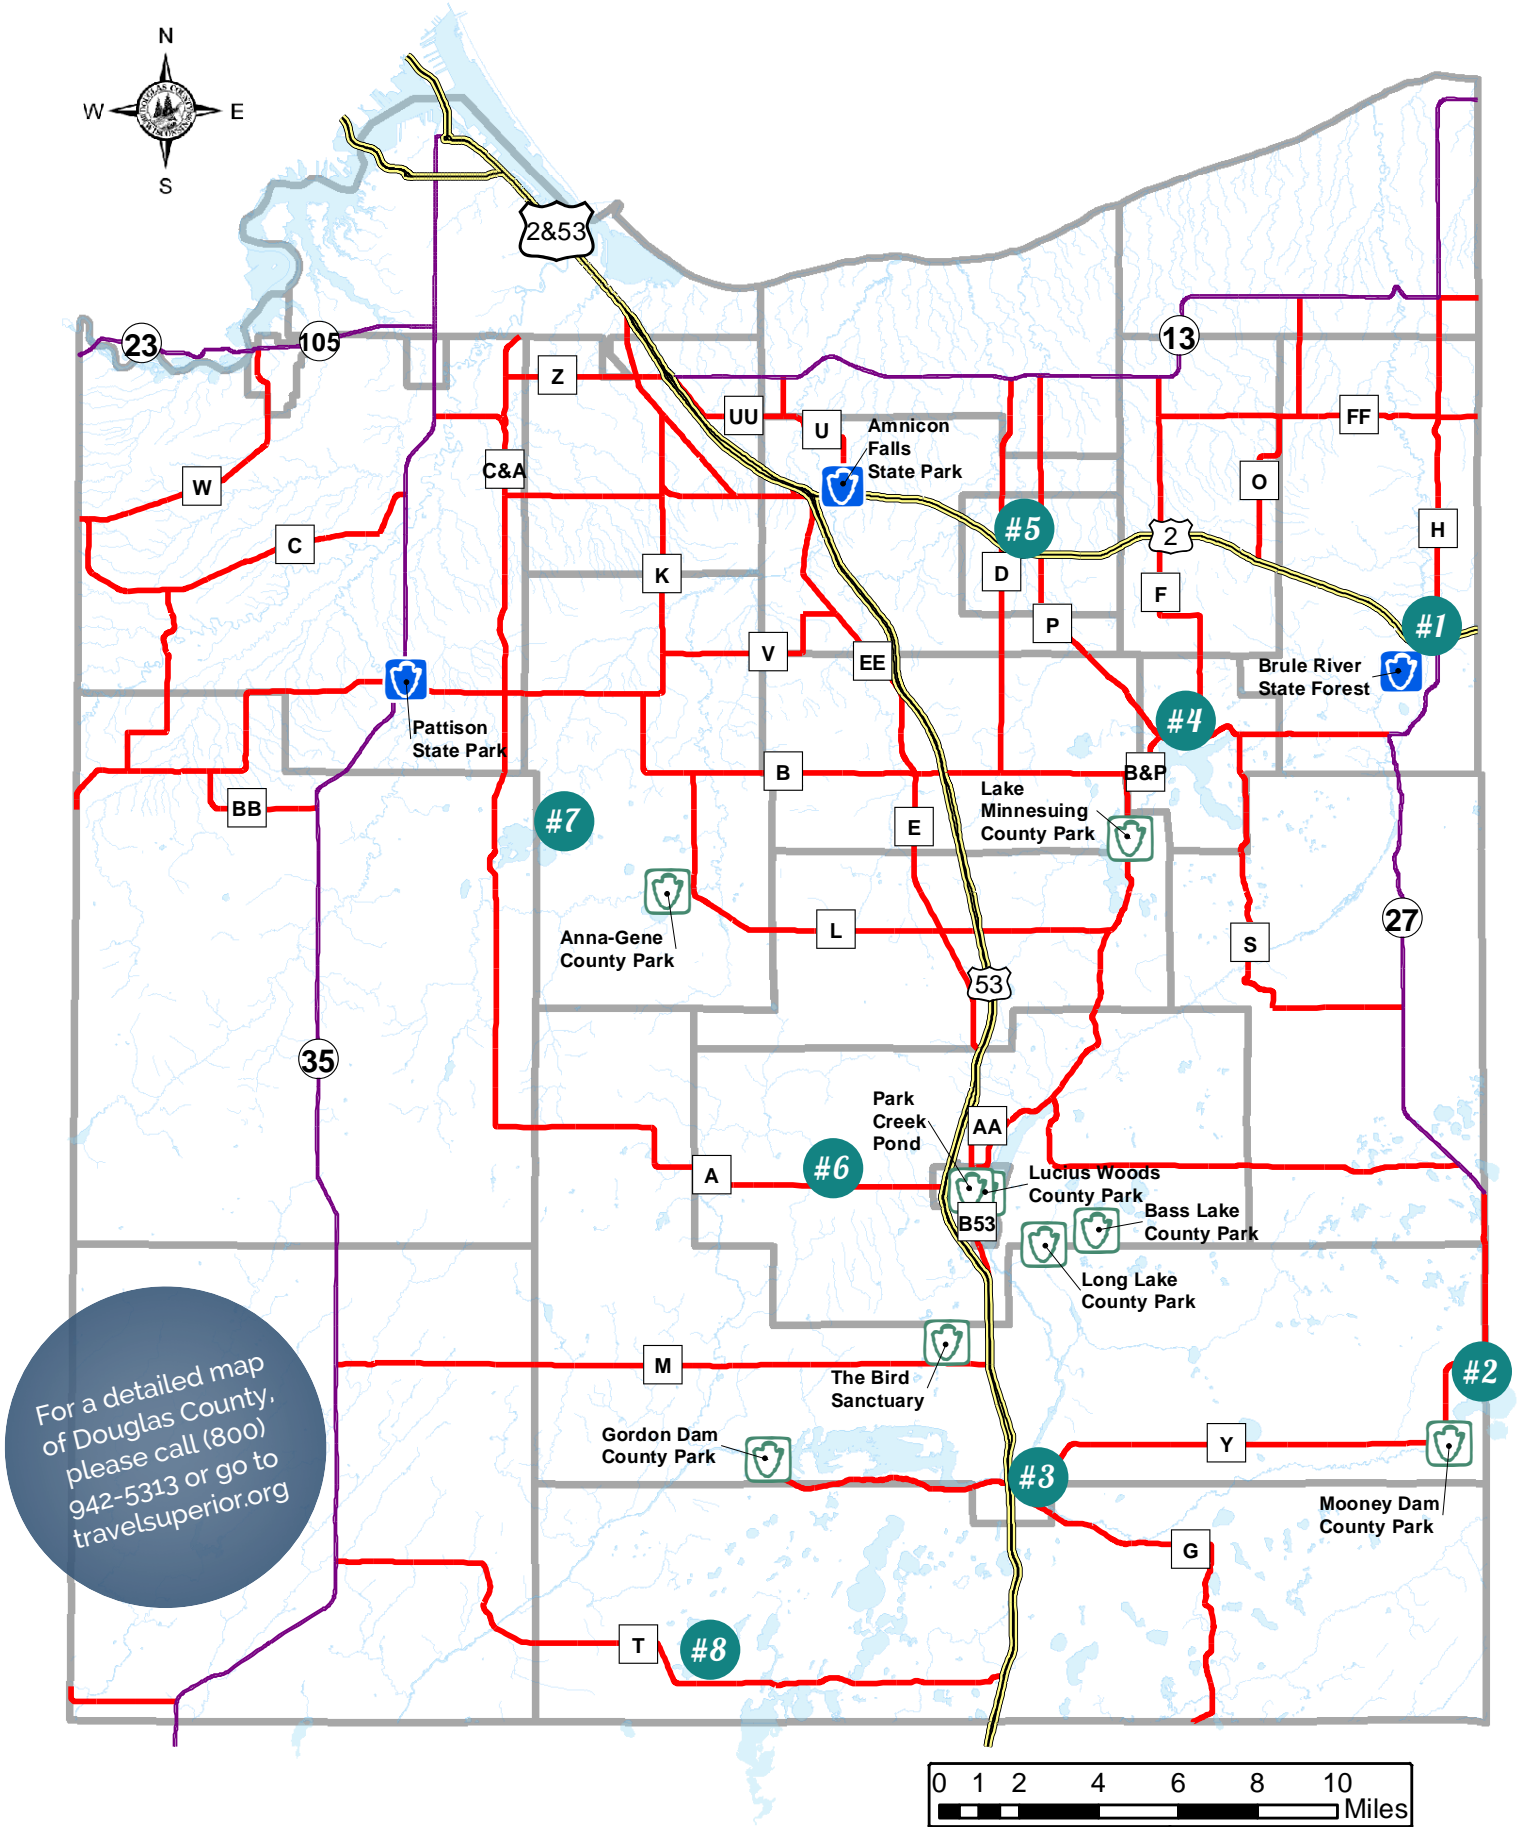 N
W
E
S
DOUGLAS COUNTY
WISCONSIN
2&53
23
105
13
Z
UU
U
FF
Amnicon
Falls
State Park
C&A
W
O
C
#5
2
H
K
D
F
P
#1
V
EE
Brule River
State Forest
Pattison
State Park
#4
B
B&P
BB
#7
Lake
Minnesuing
County Park
E
Anna-Gene
County Park
L
27
S
53
35
Park
Creek
Pond
AA
#6
A
Lucius Woods
County Park
B53
Bass Lake
County Park
Long Lake
County Park
M
The Bird
Sanctuary
#2
For a detailed map
of Douglas County,
please call (800)
942-5313 or go to
travelsuperior.org
Gordon Dam
County Park
Y
#3
Mooney Dam
County Park
G
T
#8
0 1 2 4 6 8 10
Miles